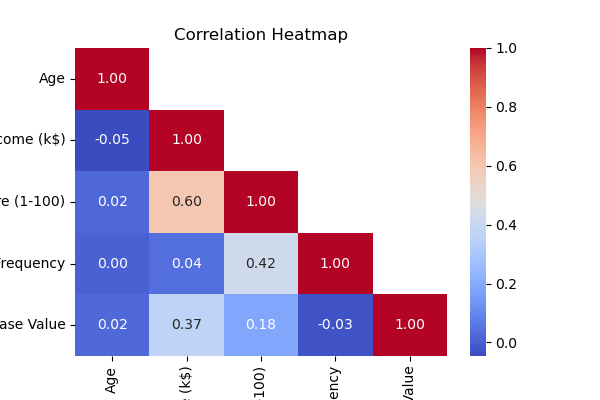 Correlation Heatmap
Age 1.00
come (k$) -0.05 1.00
re (1-100) 0.02 0.60 1.00
Frequency 0.00 0.04 0.42 1.00
ase Value 0.02 0.37 0.18 -0.03 1.00
Age
(k$)
100)
ency
Value
1.0
0.8
0.6
0.4
0.2
0.0